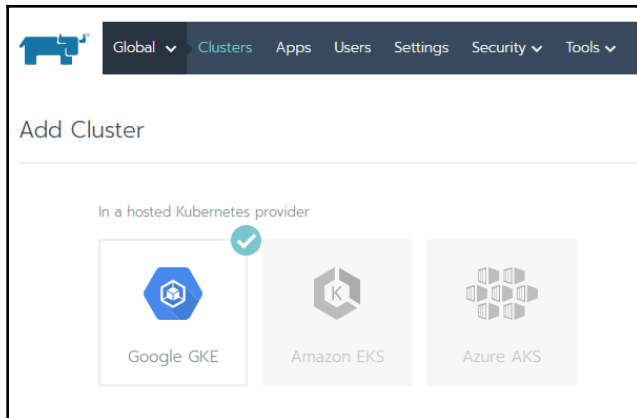 Global Clusters Apps Users Settings Security Tools
Add Cluster
In a hosted Kubernetes provider
K
Google GKE Amazon EKS Azure AKS